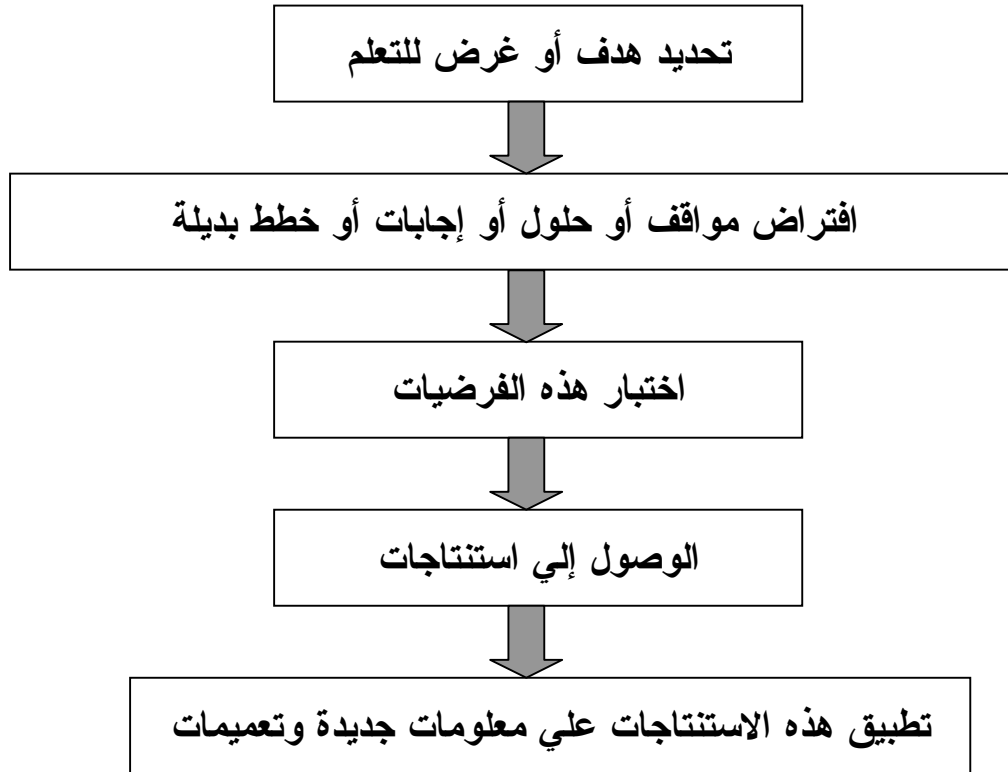 تحديد هدف أو غرض للتعلم
افتراض مواقف أو حلول أو إجابات أو خطط بديلة
اختبار هذه الفرضيات
الوصول إلي استنتاجات
تطبيق هذه الاستنتاجات علي معلومات جديدة وتعميمات